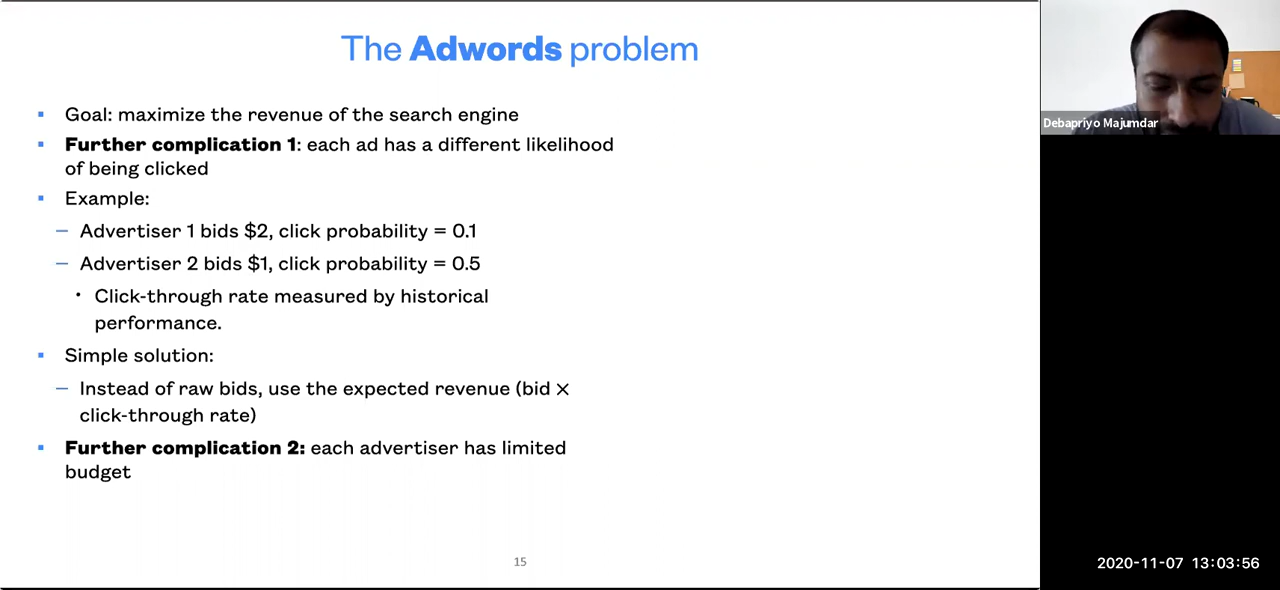 The Adwords problem
▪ Goal: maximize the revenue of the search engine
▪ Further complication 1: each ad has a different likelihood
of being clicked
▪ Example:
– Advertiser 1 bids $2, click probability = 0.1
– Advertiser 2 bids $1, click probability = 0.5
• Click-through rate measured by historical
performance.
▪ Simple solution:
– Instead of raw bids, use the expected revenue (bid ×
click-through rate)
▪ Further complication 2: each advertiser has limited
budget
15
Debapriyo Majumdar
2020-11-07 13:03:56